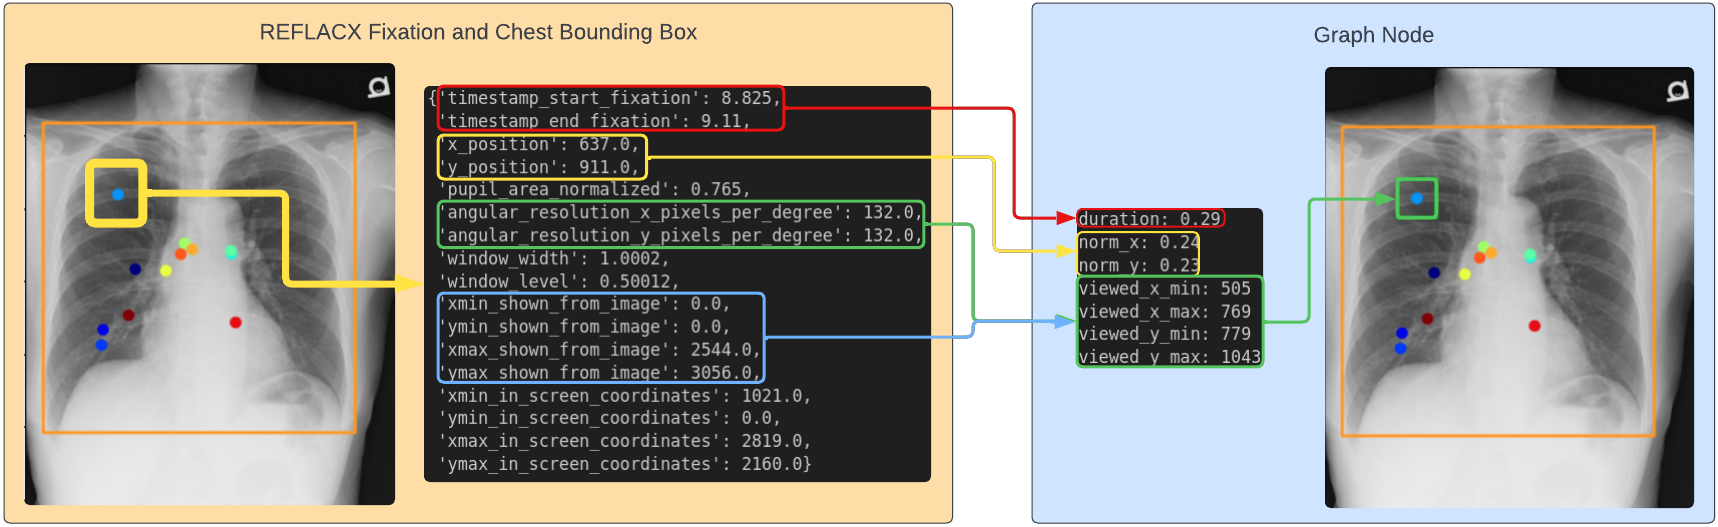 REFLACX Fixation and Chest Bounding Box
{'timestamp_start_fixation': 8.825,
'timestamp_end_fixation': 9.11,
'x_position': 637.0,
'y_position': 911.0,
'pupil_area_normalized': 0.765,
'angular_resolution_x_pixels_per_degree': 132.0,
'angular_resolution_y_pixels_per_degree': 132.0,
'window_width': 1.0002,
'window_level': 0.50012,
'xmin_shown_from_image': 0.0,
'ymin_shown_from_image': 0.0,
'xmax_shown_from_image': 2544.0,
'ymax_shown_from_image': 3056.0,
'xmin_in_screen_coordinates': 1021.0,
'ymin_in_screen_coordinates': 0.0,
'xmax_in_screen_coordinates': 2819.0,
'ymax_in_screen_coordinates': 2160.0}
Graph Node
duration: 0.29
norm_x: 0.24
norm_y: 0.23
viewed_x_min: 505
viewed_x_max: 769
viewed_y_min: 779
viewed_y_max: 1043